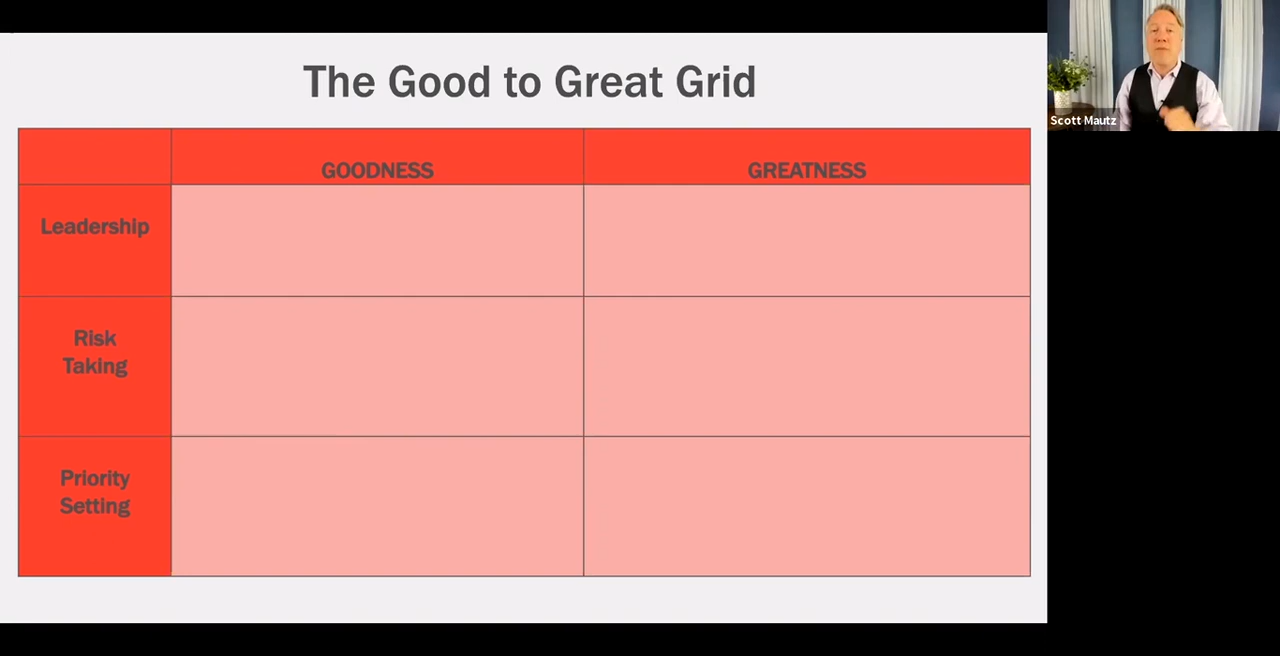 The Good to Great Grid
Scott Mautz
GOODNESS
GREATNESS
Leadership
Risk
Taking
Priority
Setting